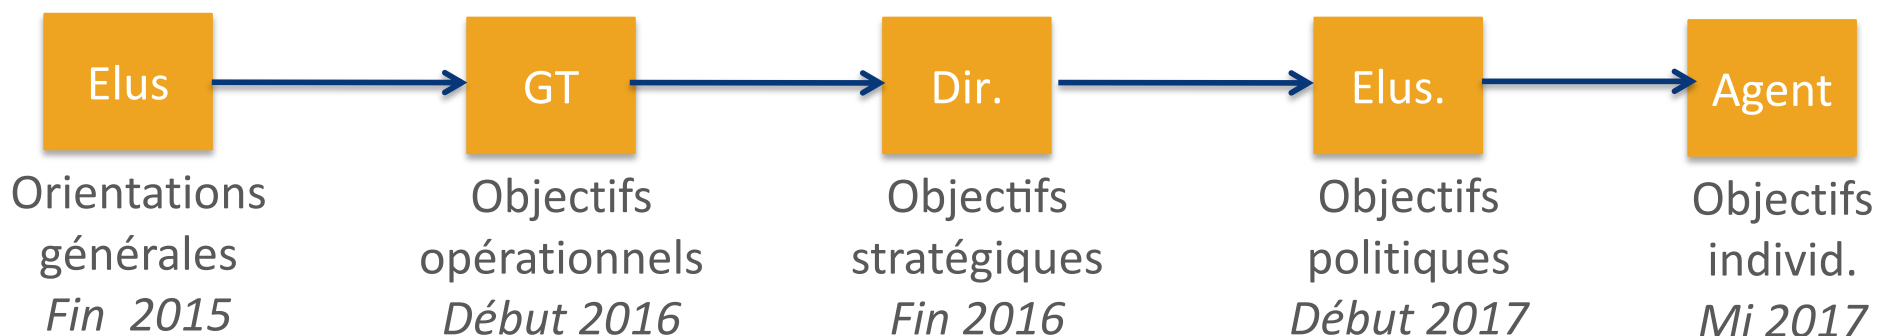 Elus
GT
Dir.
Elus.
Agent
Orientations
générales
Fin 2015
Objectifs
opérationnels
Début 2016
Objectifs
stratégiques
Fin 2016
Objectifs
politiques
Début 2017
Objectifs
individ.
Mi 2017